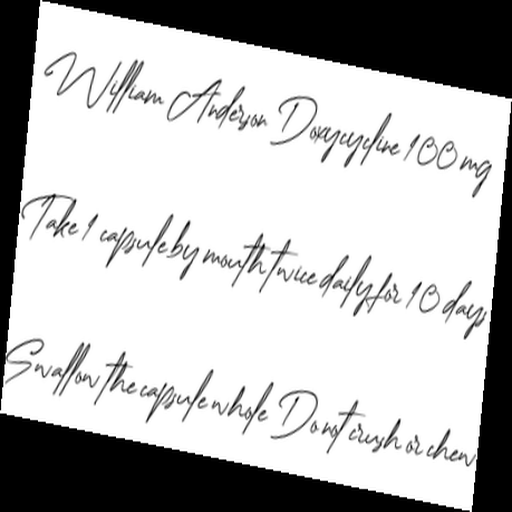 William Anderson Doxycycline 100 mg
Take 1 capsule by mouth twice daily for 10 days
Swallow the capsule whole Do not crush or chew